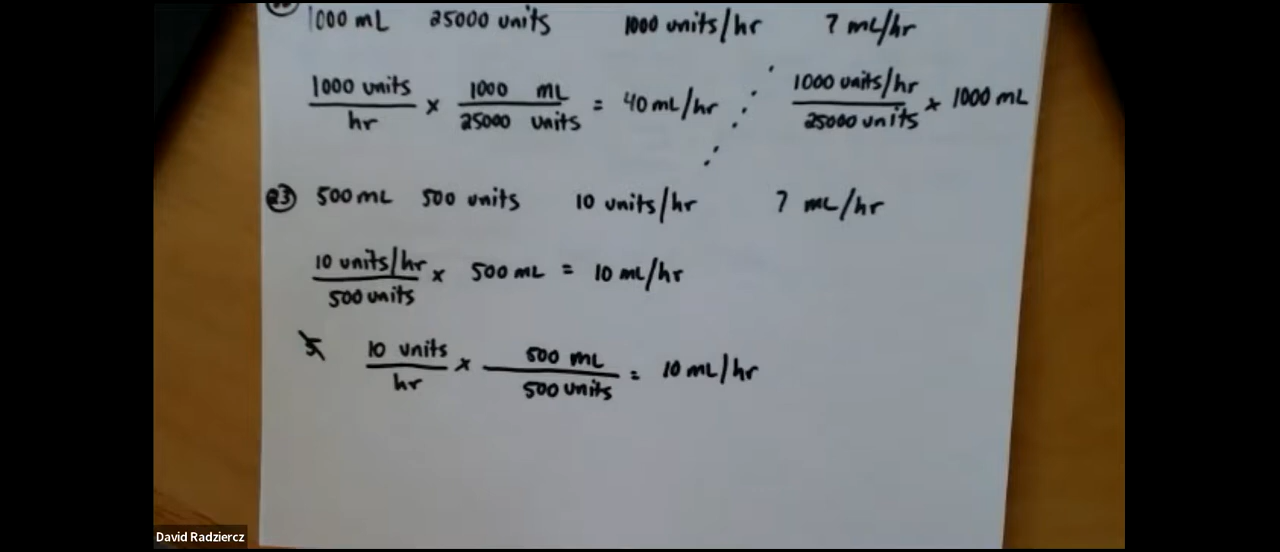 1000 mL 25000 units 1000 units/hr ? mL/hr
1000 units / hr × 1000 mL / 25000 units = 40 mL/hr 1000 units/hr / 25000 units × 1000 mL
23 500 mL 500 units 10 units/hr ? mL/hr
10 units/hr / 500 units × 500 mL = 10 mL/hr
10 units / hr × 500 mL / 500 units = 10 mL/hr
David Radziercz